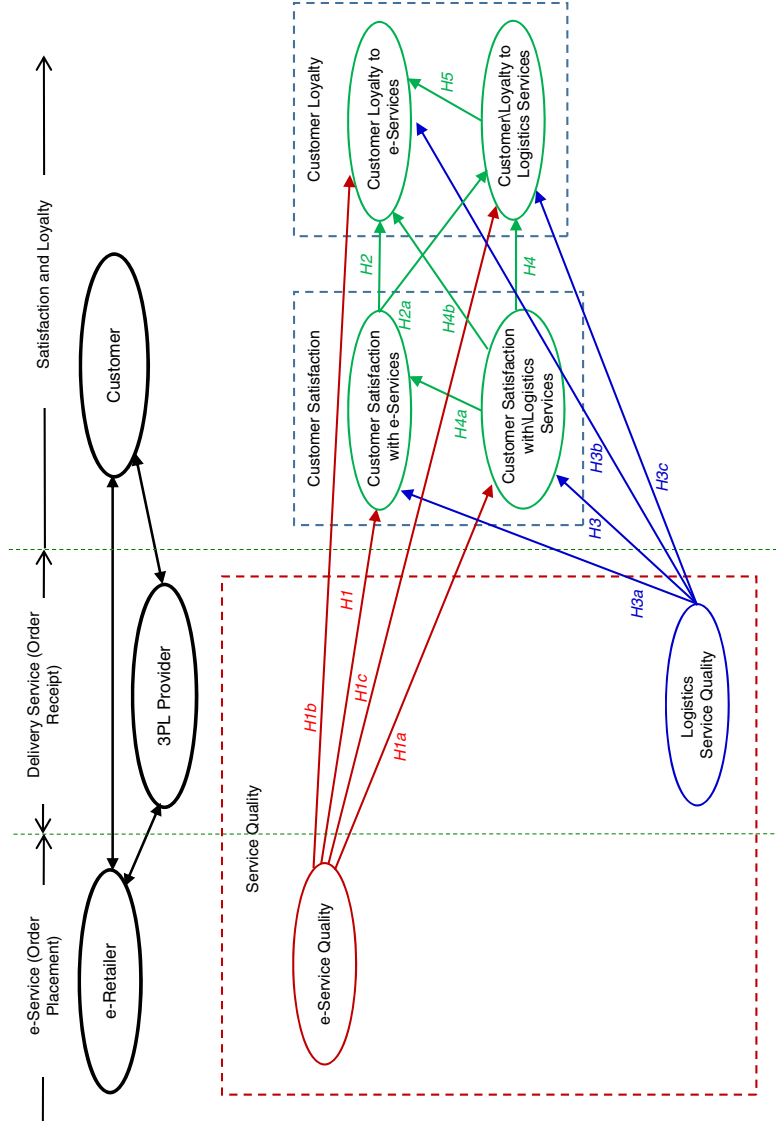 e-Service (Order
Placement)
Delivery Service (Order
Receipt)
Satisfaction and Loyalty
e-Retailer
3PL Provider
Customer
Service Quality
e-Service Quality
Logistics
Service Quality
H1b
H1
H1c
H1a
H3a
H3
H3b
H3c
Customer Satisfaction
Customer Satisfaction
with e-Services
Customer Satisfaction
with\Logistics
Services
H4a
H2
H2a
H4b
H4
Customer Loyalty
Customer Loyalty to
e-Services
Customer\Loyalty to
Logistics Services
H5